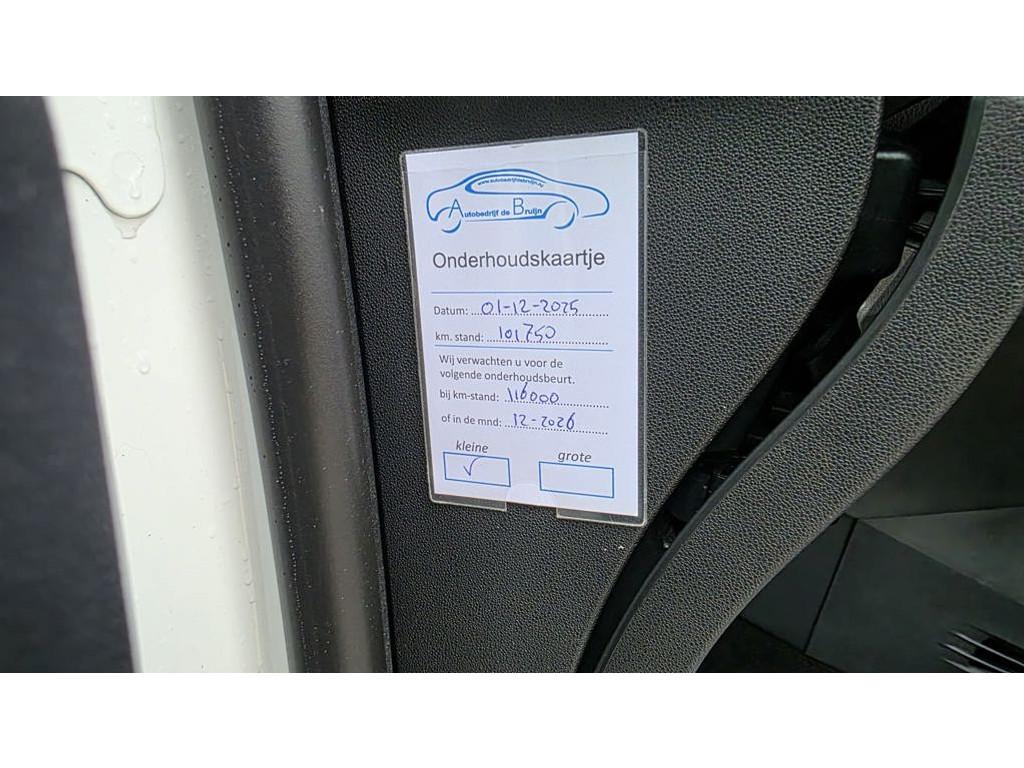 www.autobedrijfdebruijn.nu
Autobedrijf de Bruijn
Onderhoudskaartje
Datum: 01-12-2025
km. stand: 101750
Wij verwachten u voor de
volgende onderhoudsbeurt.
bij km-stand: 116000
of in de mnd: 12-2026
kleine grote
√